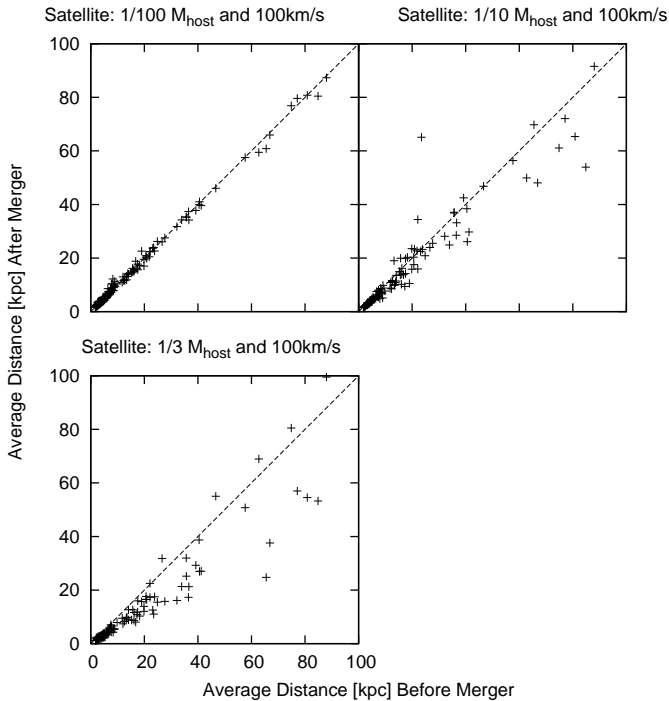 Satellite: 1/100 M_host and 100km/s
Satellite: 1/10 M_host and 100km/s
100
80
60
40
20
0
Average Distance [kpc] After Merger
Satellite: 1/3 M_host and 100km/s
100
80
60
40
20
0
0 20 40 60 80 100
Average Distance [kpc] Before Merger